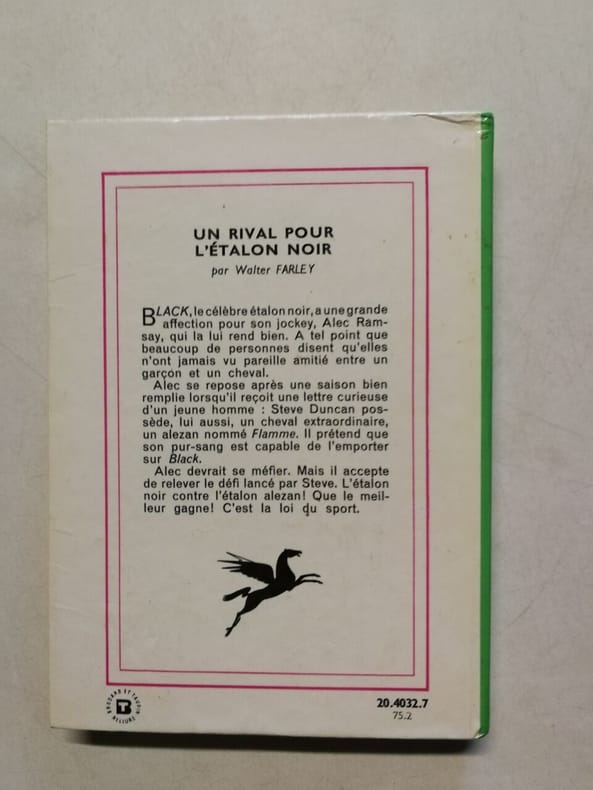 UN RIVAL POUR
L'ÉTALON NOIR
par Walter FARLEY
BLACK, le célèbre étalon noir, a une grande
affection pour son jockey, Alec Ram-
say, qui la lui rend bien. A tel point que
beaucoup de personnes disent qu'elles
n'ont jamais vu pareille amitié entre un
garçon et un cheval.
Alec se repose après une saison bien
remplie lorsqu'il reçoit une lettre curieuse
d'un jeune homme : Steve Duncan pos-
sède, lui aussi, un cheval extraordinaire,
un alezan nommé Flamme. Il prétend que
son pur-sang est capable de l'emporter
sur Black.
Alec devrait se méfier. Mais il accepte
de relever le défi lancé par Steve. L'étalon
noir contre l'étalon alezan! Que le meil-
leur gagne! C'est la loi du sport.
BRODARD ET TAUPIN
RELIURE
20.4032.7
75.2